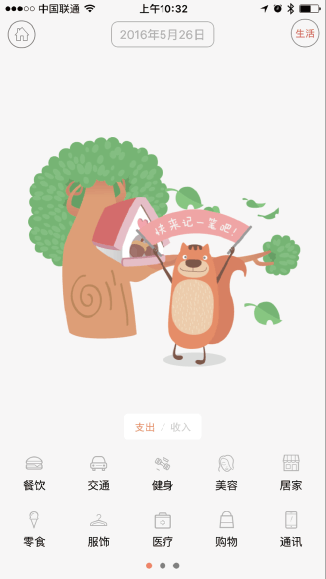 中国联通 上午10:32
2016年5月26日 生活
快来记一笔吧!
支出 / 收入
餐饮 交通 健身 美容 居家
零食 服饰 医疗 购物 通讯